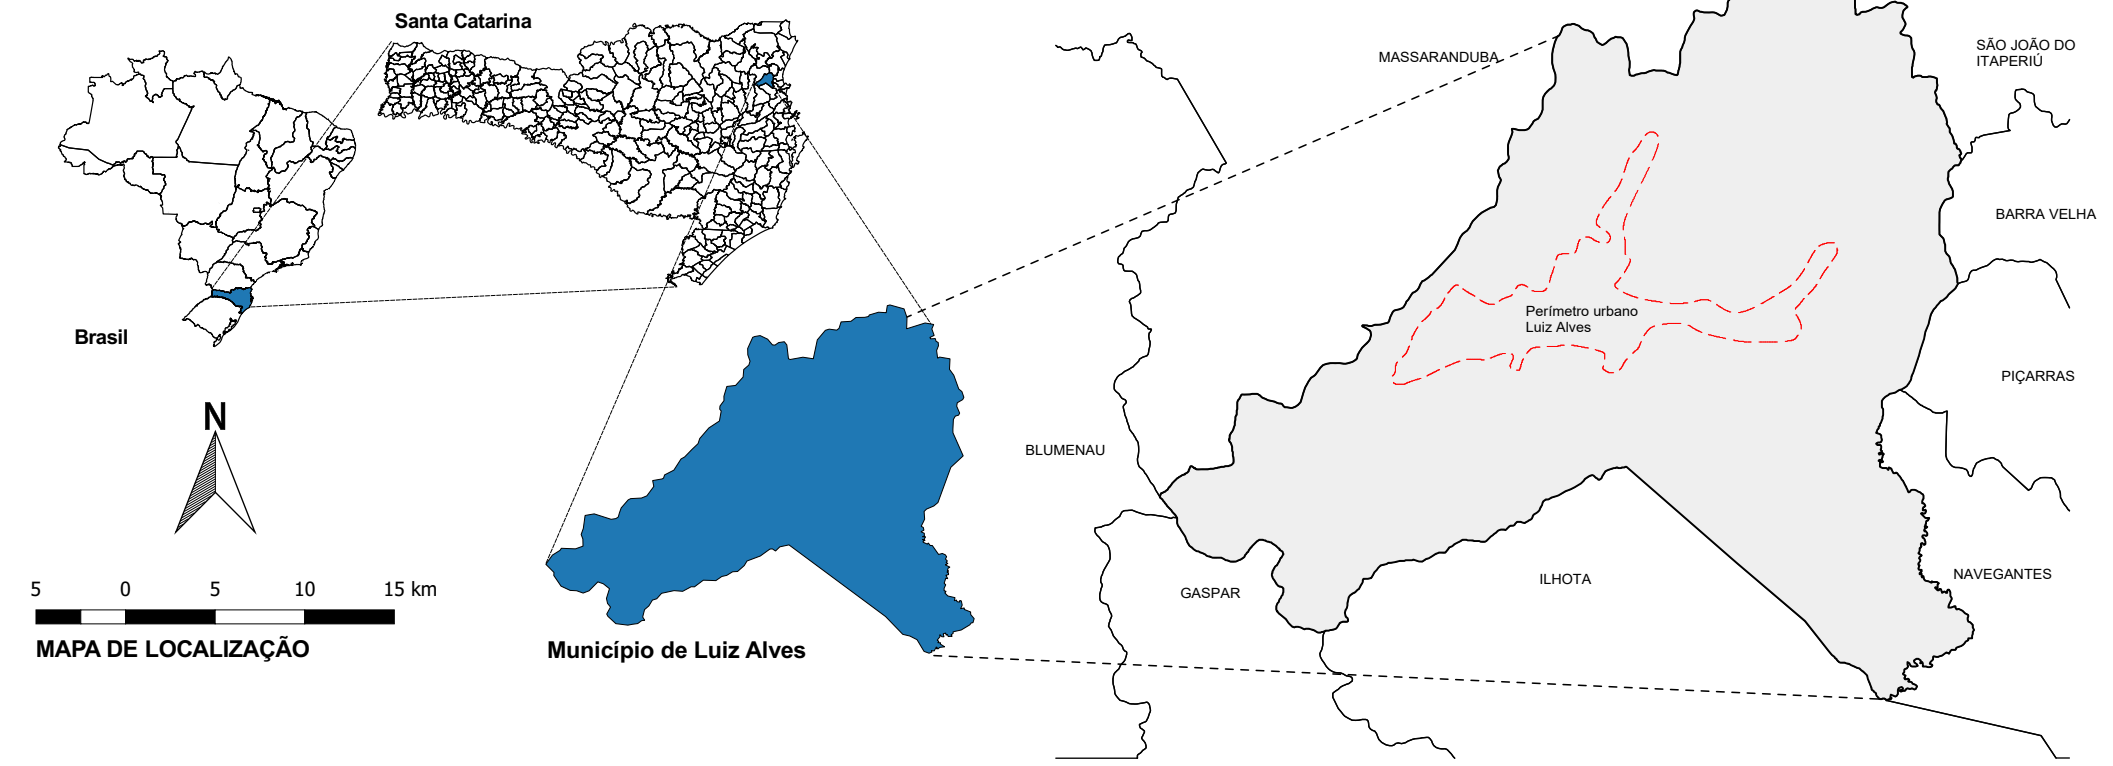 Santa Catarina
Brasil
N
5 0 5 10 15 km
MAPA DE LOCALIZAÇÃO
Município de Luiz Alves
MASSARANDUBA
SÃO JOÃO DO
ITAPERIÚ
BARRA VELHA
Perímetro urbano
Luiz Alves
PIÇARRAS
BLUMENAU
NAVEGANTES
ILHOTA
GASPAR